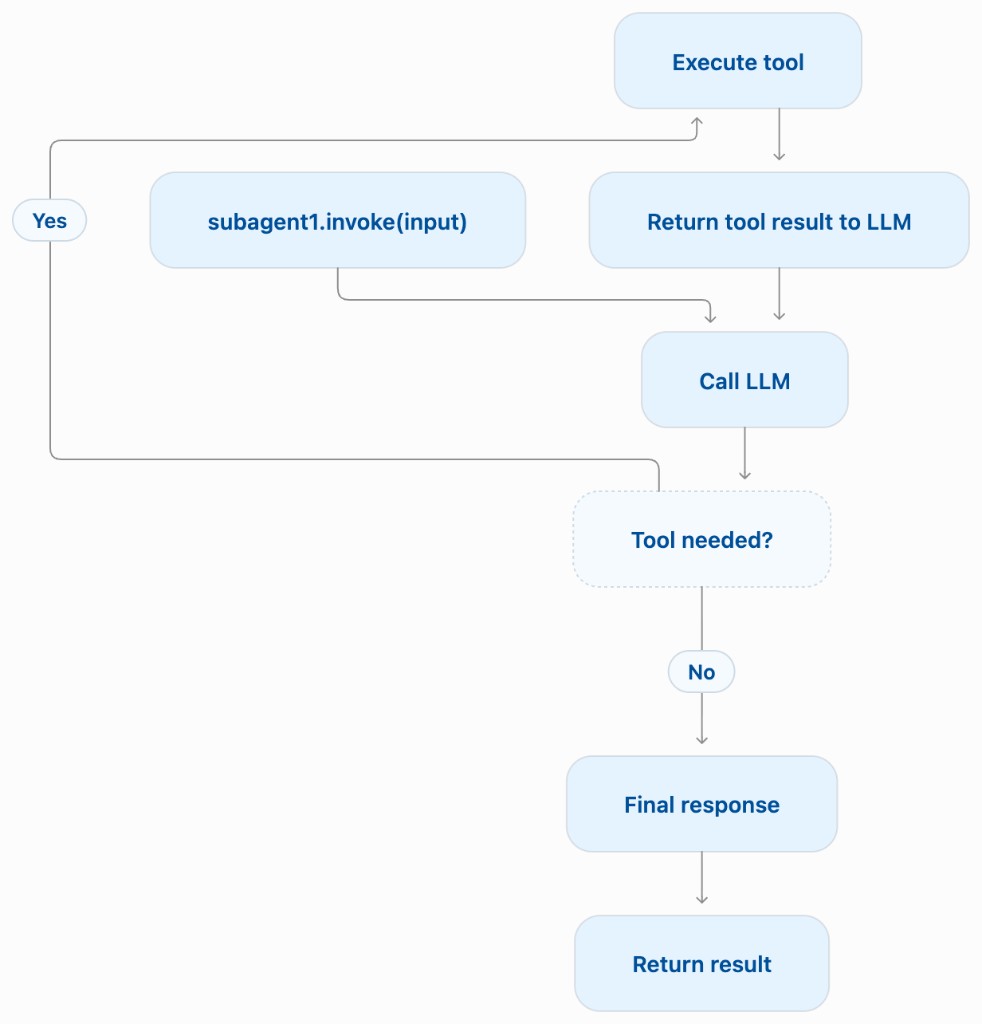 Execute tool
Yes
subagent1.invoke(input)
Return tool result to LLM
Call LLM
Tool needed?
No
Final response
Return result